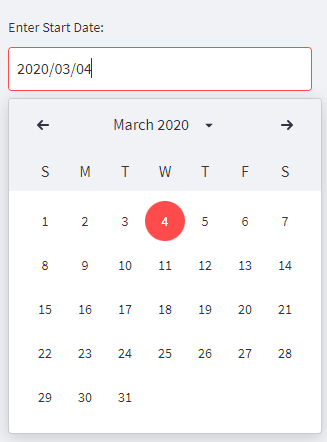 Enter Start Date:
2020/03/04
March 2020
S M T W T F S
1 2 3 4 5 6 7
8 9 10 11 12 13 14
15 16 17 18 19 20 21
22 23 24 25 26 27 28
29 30 31